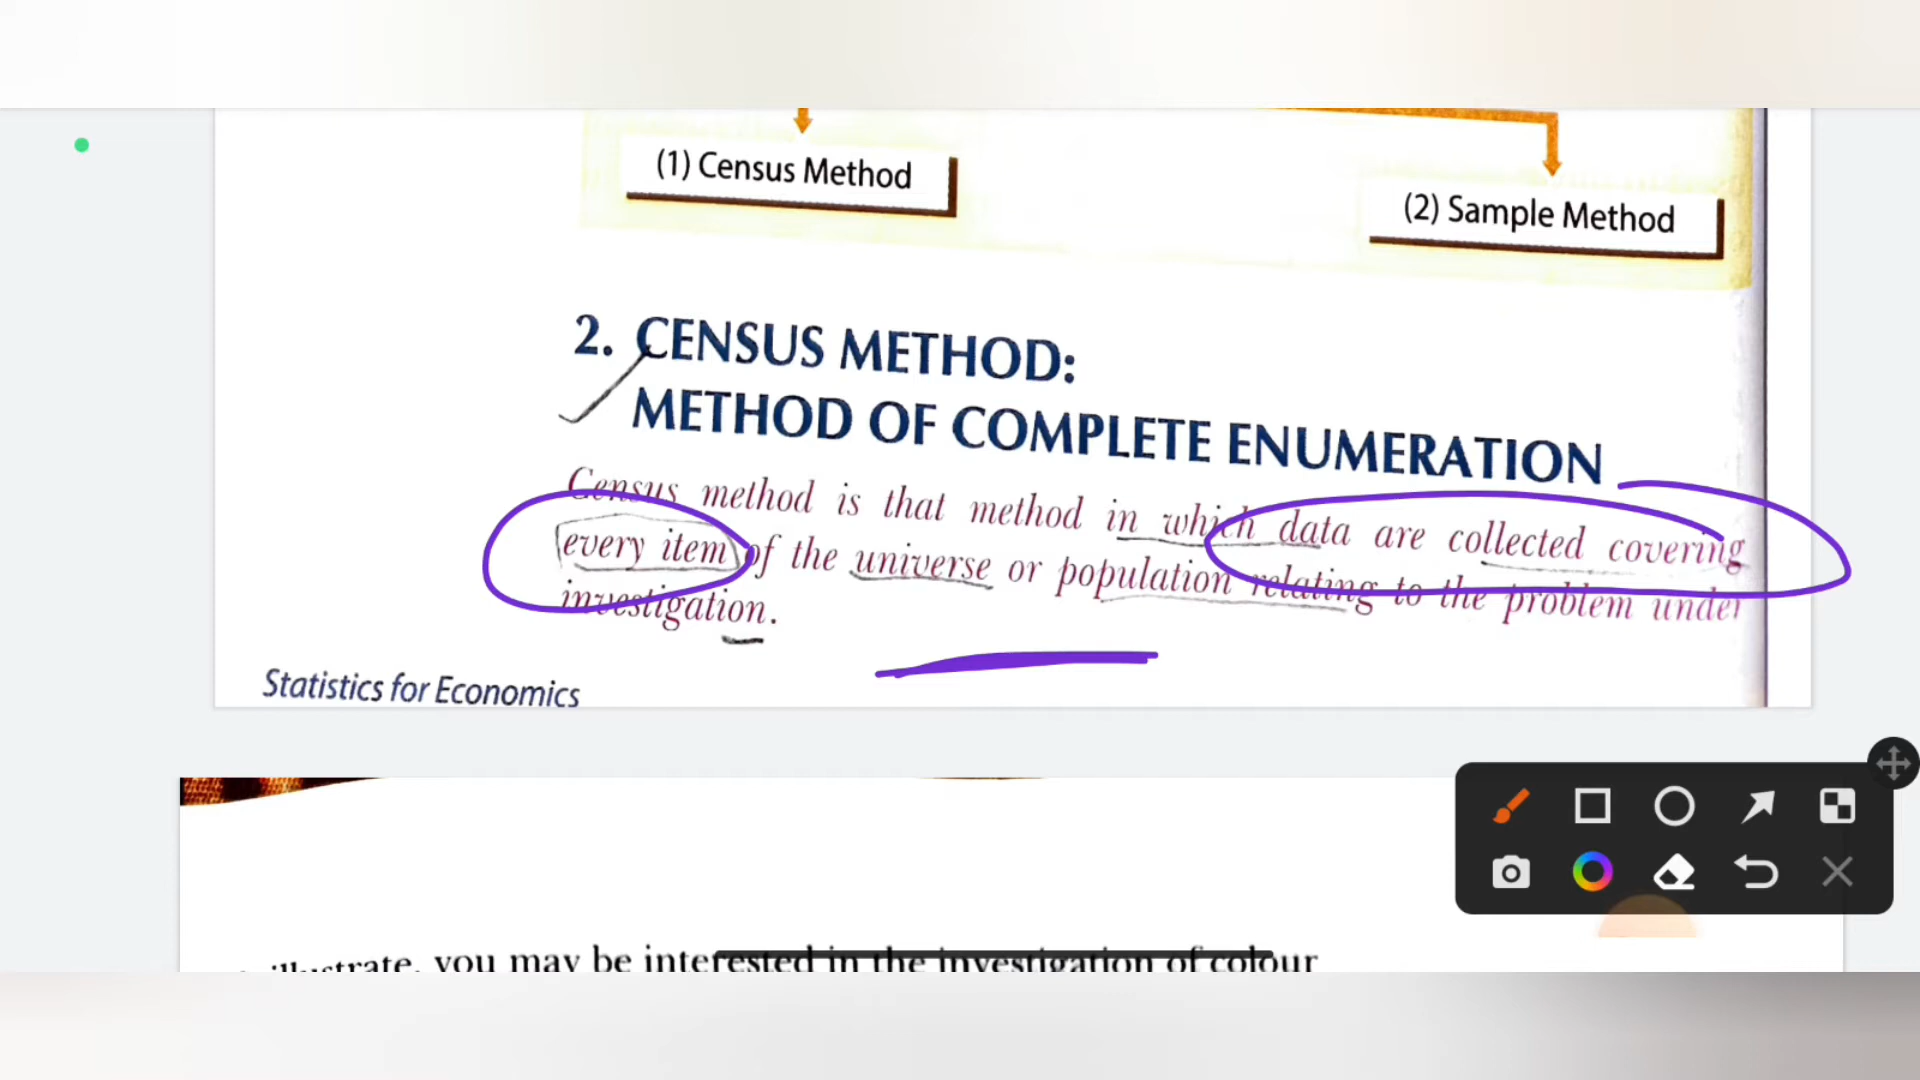 (1) Census Method
(2) Sample Method
2. CENSUS METHOD:
METHOD OF COMPLETE ENUMERATION
Census method is that method in which data are collected covering
every item of the universe or population relating to the problem under
investigation.
Statistics for Economics
illustrate, you may be interested in the investigation of colour